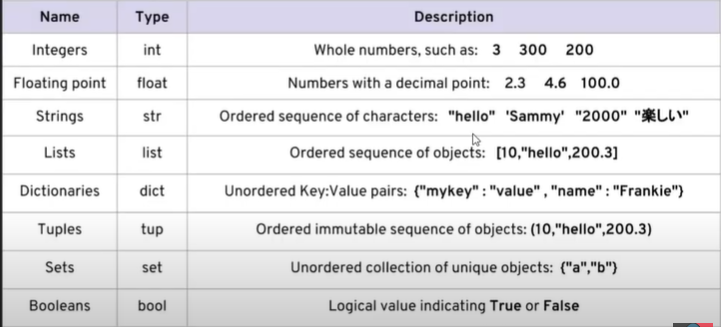 Name Type Description
Integers int Whole numbers, such as: 3 300 200
Floating point float Numbers with a decimal point: 2.3 4.6 100.0
Strings str Ordered sequence of characters: "hello" 'Sammy' "2000" "楽しい"
Lists list Ordered sequence of objects: [10,"hello",200.3]
Dictionaries dict Unordered Key:Value pairs: {"mykey" : "value" , "name" : "Frankie"}
Tuples tup Ordered immutable sequence of objects: (10,"hello",200.3)
Sets set Unordered collection of unique objects: {"a","b"}
Booleans bool Logical value indicating True or False